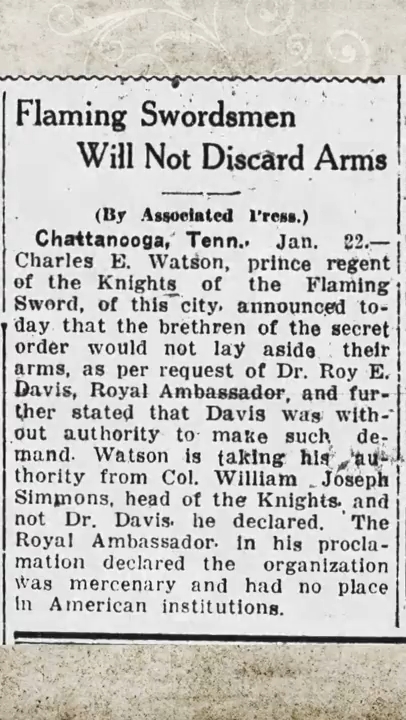 Flaming Swordsmen
Will Not Discard Arms
(By Associated Press.)
Chattanooga, Tenn., Jan. 22.—
Charles E. Watson, prince regent
of the Knights of the Flaming
Sword, of this city, announced to-
day that the brethren of the secret
order would not lay aside their
arms, as per request of Dr. Roy E.
Davis, Royal Ambassador, and fur-
ther stated that Davis was with-
out authority to make such de-
mand. Watson is taking his au-
thority from Col. William Joseph
Simmons, head of the Knights, and
not Dr. Davis, he declared. The
Royal Ambassador, in his procla-
mation declared the organization
was mercenary and had no place
in American institutions.